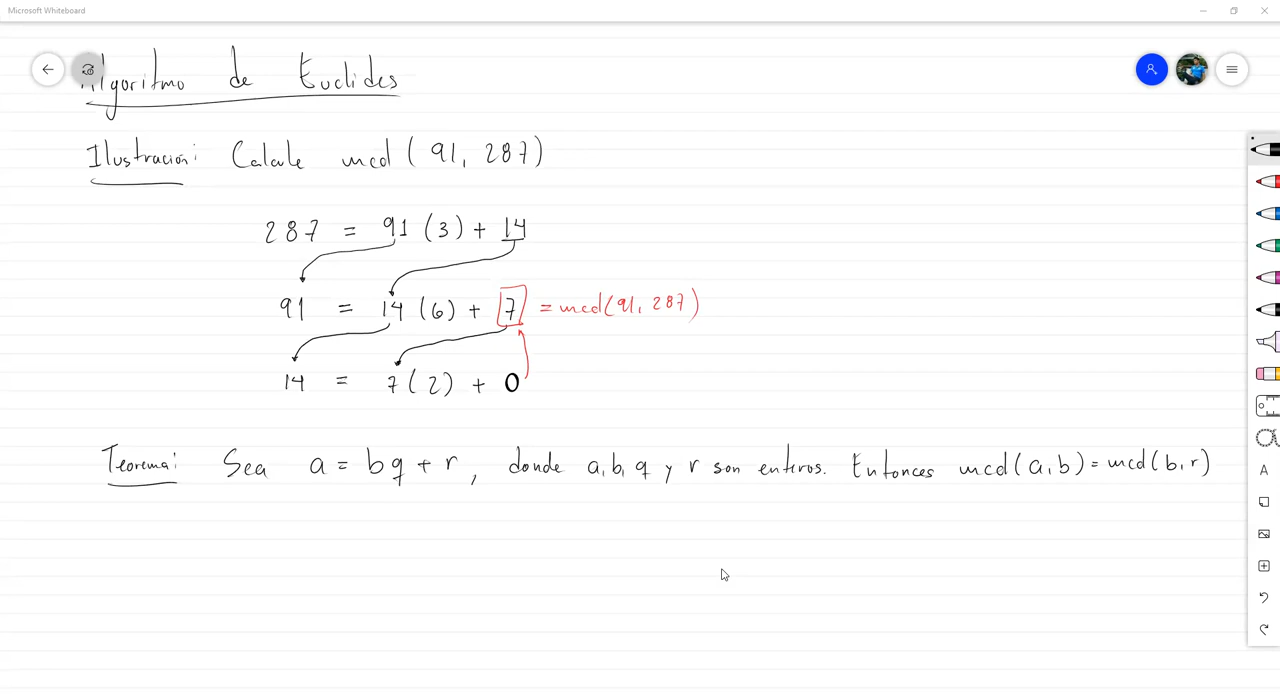 Microsoft Whiteboard
Algoritmo de Euclides
Ilustración: Calcule mcd (91, 287)
287 = 91 (3) + 14
91 = 14 (6) + 7 = mcd(91, 287)
14 = 7 (2) + 0
Teorema: Sea a = bq + r, donde a, b, q y r son enteros. Entonces mcd(a,b) = mcd(b,r)
A